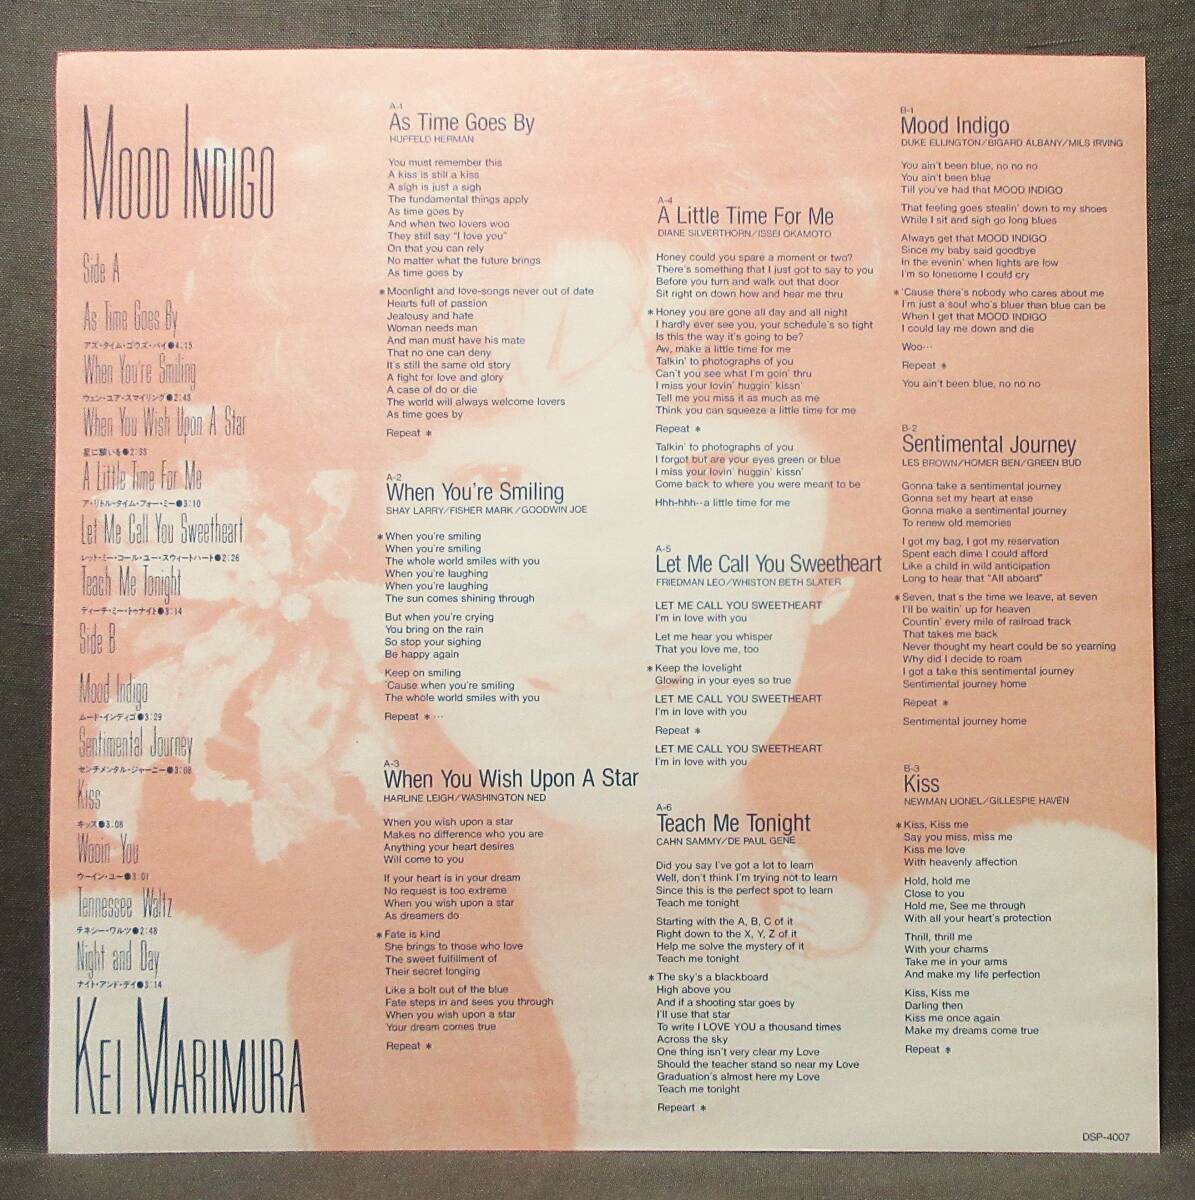 MOOD INDIGO
Side A
As Time Goes By
アズ・タイム・ゴウズ・バイ●4:15
When You're Smiling
ウェン・ユア・スマイリング●2:43
When You Wish Upon A Star
星に願いを●2:33
A Little Time For Me
ア・リトル・タイム・フォー・ミー●3:10
Let Me Call You Sweetheart
レット・ミー・コール・ユー・スウィートハート●2:26
Teach Me Tonight
ティーチ・ミー・トゥナイト●3:14
Side B
Mood Indigo
ムード・インディゴ●3:29
Sentimental Journey
センチメンタル・ジャーニー●3:08
Kiss
キッス●3:08
Wooin' You
ウーイン・ユー●3:01
Tennessee Waltz
テネシー・ワルツ●2:48
Night and Day
ナイト・アンド・デイ●3:14
KEI MARIMURA
A-1
As Time Goes By
HUPFELD HERMAN
You must remember this
A kiss is still a kiss
A sigh is just a sigh
The fundamental things apply
As time goes by
And when two lovers woo
They still say "I love you"
On that you can rely
No matter what the future brings
As time goes by
*Moonlight and love-songs never out of date
Hearts full of passion
Jealousy and hate
Woman needs man
And man must have his mate
That no one can deny
It's still the same old story
A fight for love and glory
A case of do or die
The world will always welcome lovers
As time goes by
Repeat *
A-2
When You're Smiling
SHAY LARRY/FISHER MARK/GOODWIN JOE
*When you're smiling
When you're smiling
The whole world smiles with you
When you're laughing
When you're laughing
The sun comes shining through
But when you're crying
You bring on the rain
So stop your sighing
Be happy again
Keep on smiling
'Cause when you're smiling
The whole world smiles with you
Repeat * …
A-3
When You Wish Upon A Star
HARLINE LEIGH/WASHINGTON NED
When you wish upon a star
Makes no difference who you are
Anything your heart desires
Will come to you
If your heart is in your dream
No request is too extreme
When you wish upon a star
As dreamers do
*Fate is kind
She brings to those who love
The sweet fulfillment of
Their secret longing
Like a bolt out of the blue
Fate steps in and sees you through
When you wish upon a star
Your dream comes true
Repeat *
A-4
A Little Time For Me
DIANE SILVERTHORN/ISSEI OKAMOTO
Honey could you spare a moment or two?
There's something that I just got to say to you
Before you turn and walk out that door
Sit right on down how and hear me thru
*Honey you are gone all day and all night
I hardly ever see you, your schedule's so tight
Is this the way it's going to be?
Aw, make a little time for me
Talkin' to photographs of you
Can't you see what I'm goin' thru
I miss your lovin' huggin' kissn'
Tell me you miss it as much as me
Think you can squeeze a little time for me
Repeat *
Talkin' to photographs of you
I forgot but are your eyes green or blue
I miss your lovin' huggin' kissn'
Come back to where you were meant to be
Hhh-hhh--a little time for me
A-5
Let Me Call You Sweetheart
FRIEDMAN LEO/WHISTON BETH SLATER
LET ME CALL YOU SWEETHEART
I'm in love with you
Let me hear you whisper
That you love me, too
*Keep the lovelight
Glowing in your eyes so true
LET ME CALL YOU SWEETHEART
I'm in love with you
Repeat *
LET ME CALL YOU SWEETHEART
I'm in love with you
A-6
Teach Me Tonight
CAHN SAMMY/DE PAUL GENE
Did you say I've got a lot to learn
Well, don't think I'm trying not to learn
Since this is the perfect spot to learn
Teach me tonight
Starting with the A, B, C of it
Right down to the X, Y, Z of it
Help me solve the mystery of it
Teach me tonight
*The sky's a blackboard
High above you
And if a shooting star goes by
I'll use that star
To write I LOVE YOU a thousand times
Across the sky
One thing isn't very clear my Love
Should the teacher stand so near my Love
Graduation's almost here my Love
Teach me tonight
Repeart *
B-1
Mood Indigo
DUKE ELLINGTON/BIGARD ALBANY/MILS IRVING
You ain't been blue, no no no
You ain't been blue
Till you've had that MOOD INDIGO
That feeling goes stealin' down to my shoes
While I sit and sigh go long blues
Always get that MOOD INDIGO
Since my baby said goodbye
In the evenin' when lights are low
I'm so lonesome I could cry
*'Cause there's nobody who cares about me
I'm just a soul who's bluer than blue can be
When I get that MOOD INDIGO
I could lay me down and die
Woo…
Repeat *
You ain't been blue, no no no
B-2
Sentimental Journey
LES BROWN/HOMER BEN/GREEN BUD
Gonna take a sentimental journey
Gonna set my heart at ease
Gonna make a sentimental journey
To renew old memories
I got my bag, I got my reservation
Spent each dime I could afford
Like a child in wild anticipation
Long to hear that "All aboard"
*Seven, that's the time we leave, at seven
I'll be waitin' up for heaven
Countin' every mile of railroad track
That takes me back
Never thought my heart could be so yearning
Why did I decide to roam
I got a take this sentimental journey
Sentimental journey home
Repeat *
Sentimental journey home
B-3
Kiss
NEWMAN LIONEL/GILLESPIE HAVEN
*Kiss, Kiss me
Say you miss, miss me
Kiss me love
With heavenly affection
Hold, hold me
Close to you
Hold me, See me through
With all your heart's protection
Thrill, thrill me
With your charms
Take me in your arms
And make my life perfection
Kiss, Kiss me
Darling then
Kiss me once again
Make my dreams come true
Repeat *
DSP-4007